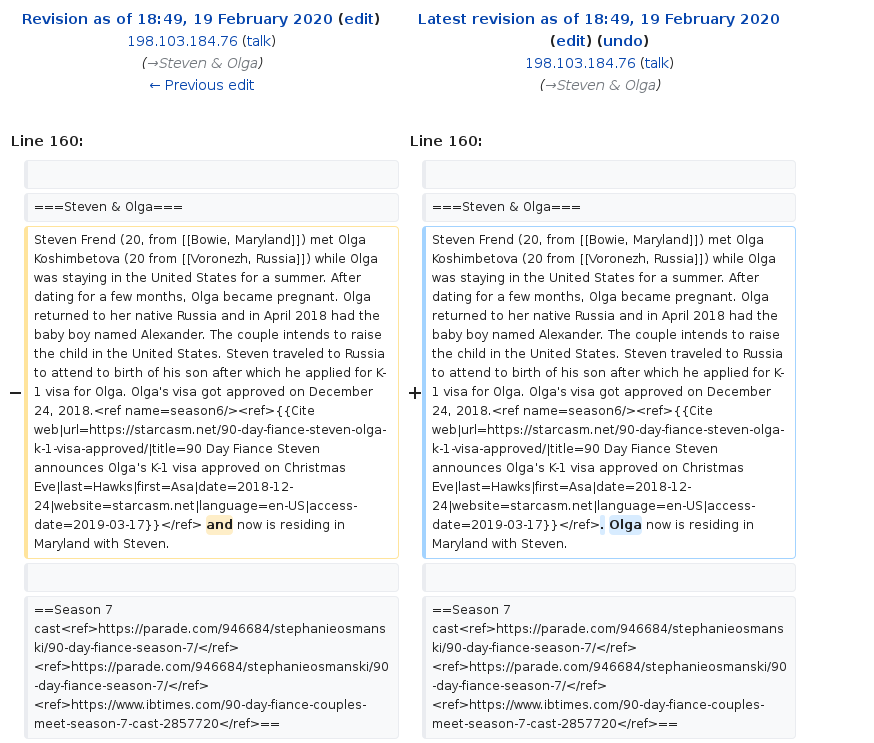 Revision as of 18:49, 19 February 2020 (edit)
198.103.184.76 (talk)
(→Steven & Olga)
← Previous edit
Latest revision as of 18:49, 19 February 2020
(edit) (undo)
198.103.184.76 (talk)
(→Steven & Olga)
Line 160:
Line 160:
===Steven & Olga===
===Steven & Olga===
−
Steven Frend (20, from [[Bowie, Maryland]]) met Olga
Koshimbetova (20 from [[Voronezh, Russia]]) while Olga
was staying in the United States for a summer. After
dating for a few months, Olga became pregnant. Olga
returned to her native Russia and in April 2018 had the
baby boy named Alexander. The couple intends to raise
the child in the United States. Steven traveled to Russia
to attend to birth of his son after which he applied for K-
1 visa for Olga. Olga's visa got approved on December
24, 2018.<ref name=season6/><ref>{{Cite
web|url=https://starcasm.net/90-day-fiance-steven-olga-
k-1-visa-approved/|title=90 Day Fiance Steven
announces Olga's K-1 visa approved on Christmas
Eve|last=Hawks|first=Asa|date=2018-12-
24|website=starcasm.net|language=en-US|access-
date=2019-03-17}}</ref> and now is residing in
Maryland with Steven.
+
Steven Frend (20, from [[Bowie, Maryland]]) met Olga
Koshimbetova (20 from [[Voronezh, Russia]]) while Olga
was staying in the United States for a summer. After
dating for a few months, Olga became pregnant. Olga
returned to her native Russia and in April 2018 had the
baby boy named Alexander. The couple intends to raise
the child in the United States. Steven traveled to Russia
to attend to birth of his son after which he applied for K-
1 visa for Olga. Olga's visa got approved on December
24, 2018.<ref name=season6/><ref>{{Cite
web|url=https://starcasm.net/90-day-fiance-steven-olga-
k-1-visa-approved/|title=90 Day Fiance Steven
announces Olga's K-1 visa approved on Christmas
Eve|last=Hawks|first=Asa|date=2018-12-
24|website=starcasm.net|language=en-US|access-
date=2019-03-17}}</ref>. Olga now is residing in
Maryland with Steven.
==Season 7
cast<ref>https://parade.com/946684/stephanieosmans
ki/90-day-fiance-season-7/</ref>
<ref>https://parade.com/946684/stephanieosmanski/90
-day-fiance-season-7/</ref>
<ref>https://www.ibtimes.com/90-day-fiance-couples-
meet-season-7-cast-2857720</ref>==
==Season 7
cast<ref>https://parade.com/946684/stephanieosmans
ki/90-day-fiance-season-7/</ref>
<ref>https://parade.com/946684/stephanieosmanski/90
-day-fiance-season-7/</ref>
<ref>https://www.ibtimes.com/90-day-fiance-couples-
meet-season-7-cast-2857720</ref>==